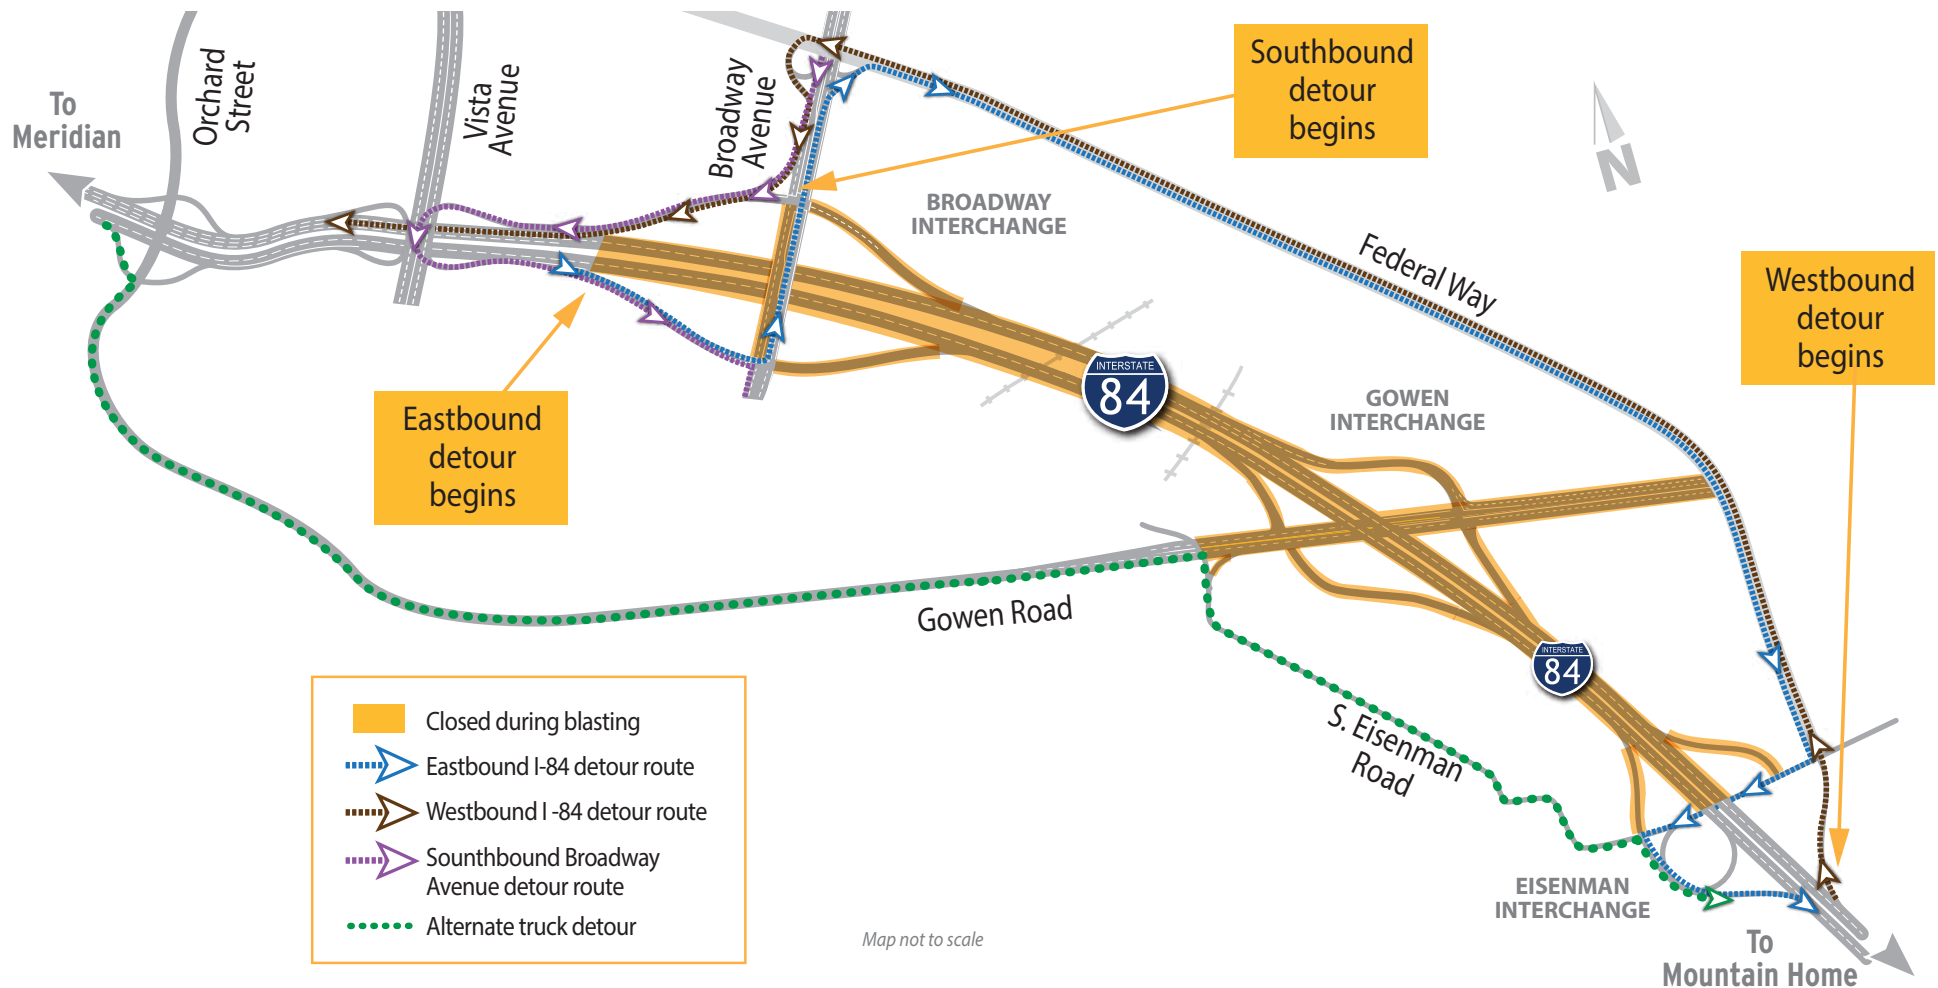 To
Meridian
Orchard
Street
Vista
Avenue
Broadway
Avenue
Southbound
detour
begins
N
BROADWAY
INTERCHANGE
Federal Way
Westbound
detour
begins
INTERSTATE
84
GOWEN
INTERCHANGE
Eastbound
detour
begins
Gowen Road
INTERSTATE
84
S. Eisenman
Road
Closed during blasting
Eastbound I-84 detour route
Westbound I -84 detour route
Sounthbound Broadway
Avenue detour route
Alternate truck detour
EISENMAN
INTERCHANGE
Map not to scale
To
Mountain Home